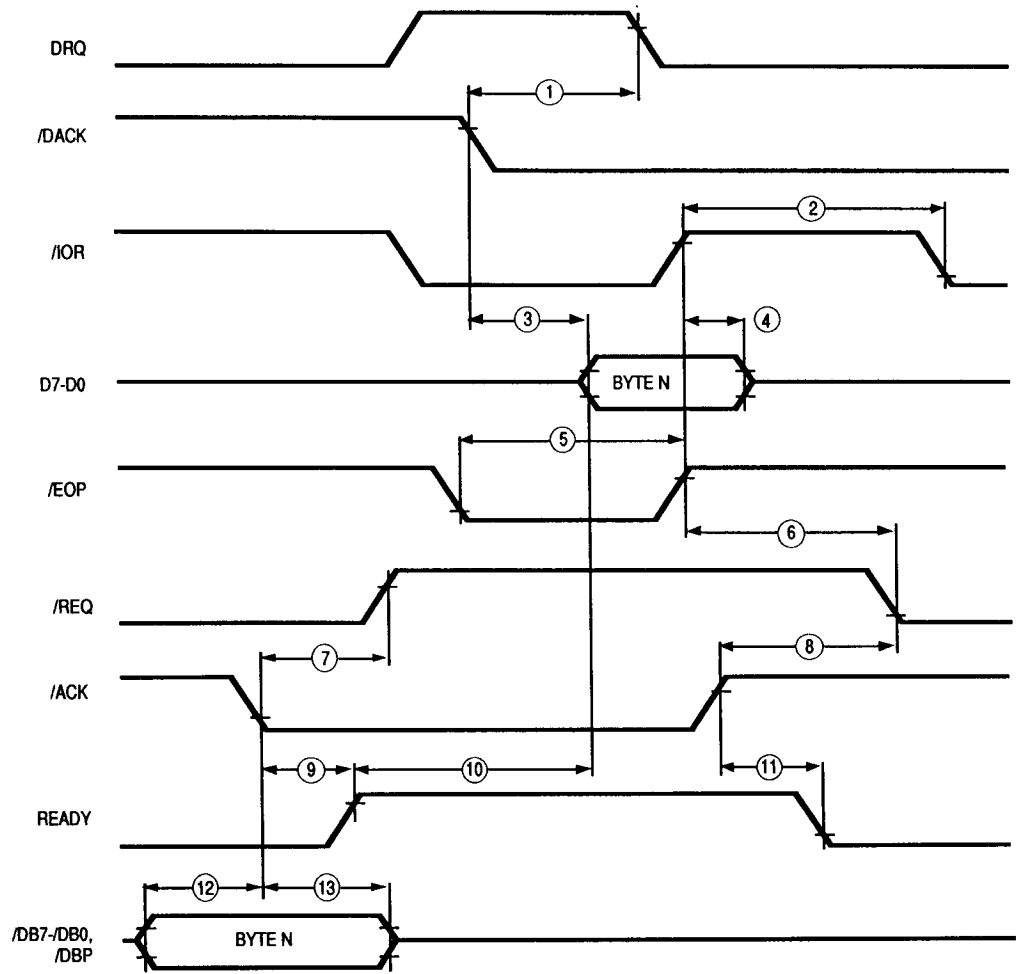 DRQ
①
/DACK
②
/IOR
③
④
D7-D0
BYTE N
⑤
/EOP
⑥
/REQ
⑦
⑧
/ACK
⑨
⑩
⑪
READY
⑫
⑬
/DB7-/DB0,
/DBP
BYTE N